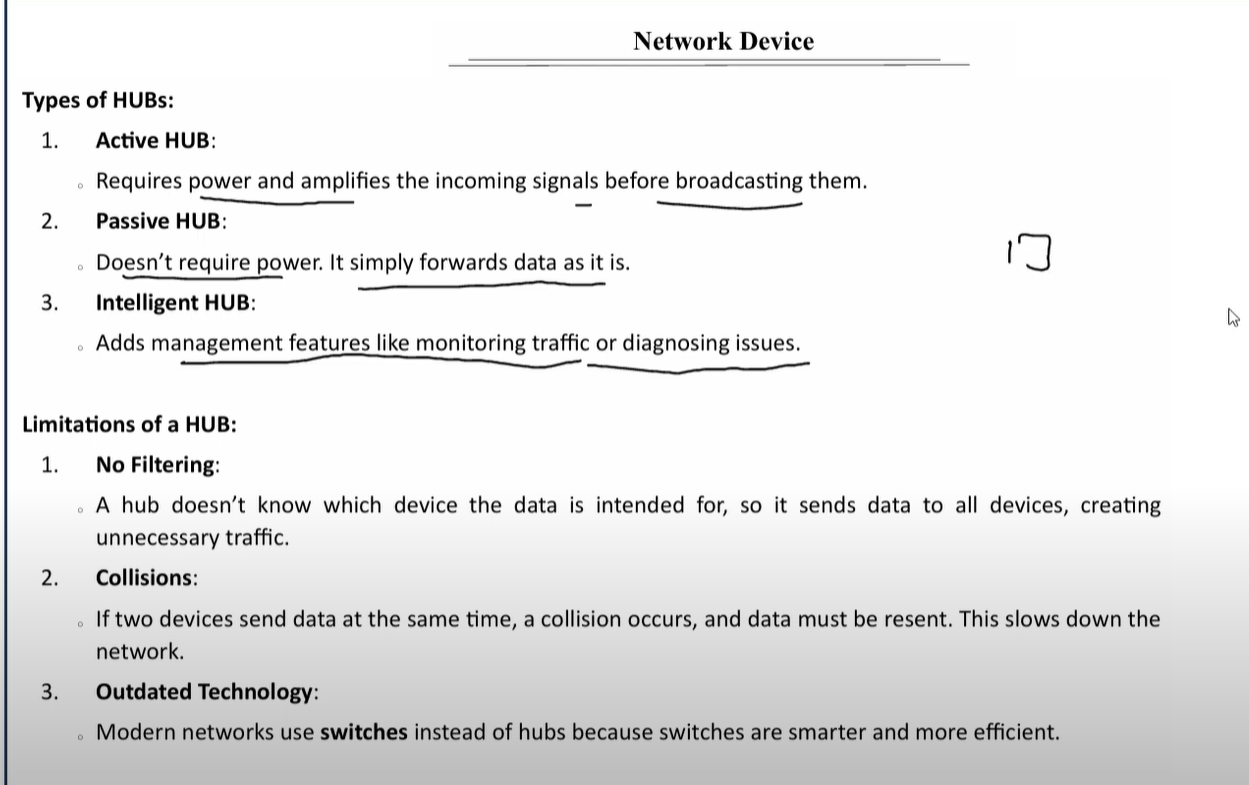 Network Device
Types of HUBs:
1. Active HUB:
◦ Requires power and amplifies the incoming signals before broadcasting them.
2. Passive HUB:
◦ Doesn’t require power. It simply forwards data as it is.
3. Intelligent HUB:
◦ Adds management features like monitoring traffic or diagnosing issues.
Limitations of a HUB:
1. No Filtering:
◦ A hub doesn’t know which device the data is intended for, so it sends data to all devices, creating
unnecessary traffic.
2. Collisions:
◦ If two devices send data at the same time, a collision occurs, and data must be resent. This slows down the
network.
3. Outdated Technology:
◦ Modern networks use switches instead of hubs because switches are smarter and more efficient.